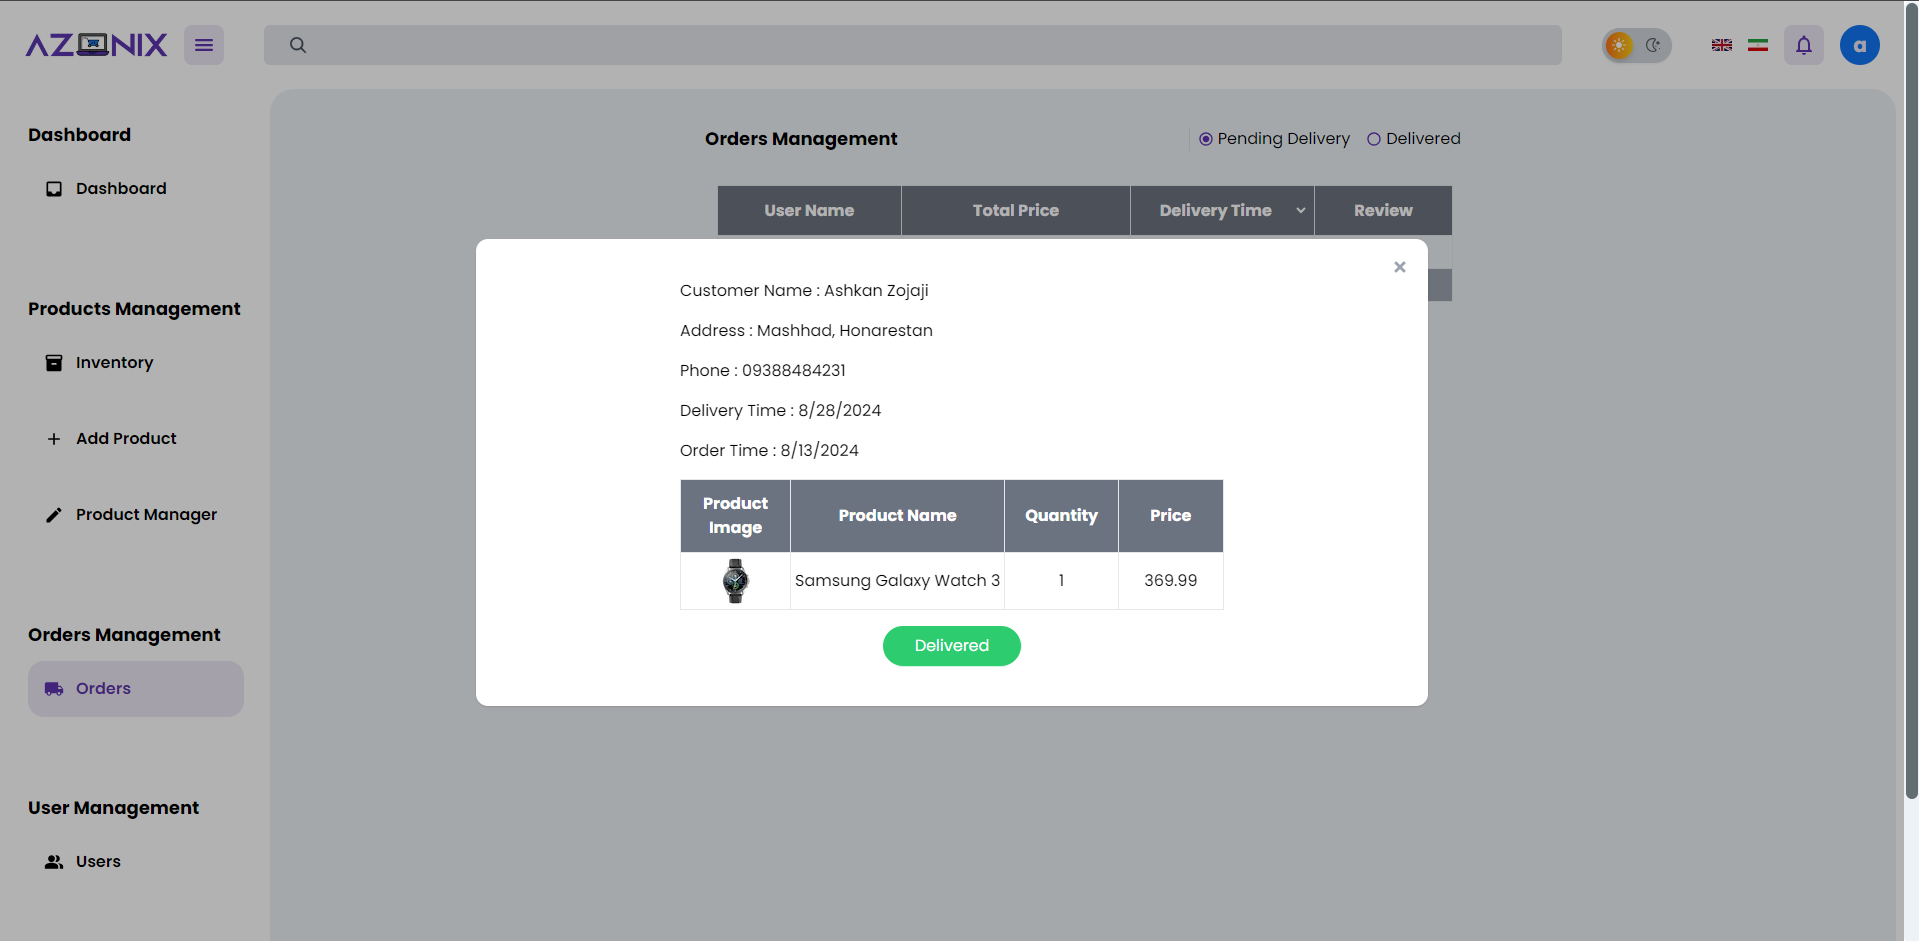 AZONIX
a
Dashboard
Dashboard
Products Management
Inventory
Add Product
Product Manager
Orders Management
Orders
User Management
Users
Orders Management
Pending Delivery
Delivered
User Name
Total Price
Delivery Time
Review
×
Customer Name : Ashkan Zojaji
Address : Mashhad, Honarestan
Phone : 09388484231
Delivery Time : 8/28/2024
Order Time : 8/13/2024
Product
Image
Product Name
Quantity
Price
Samsung Galaxy Watch 3
1
369.99
Delivered